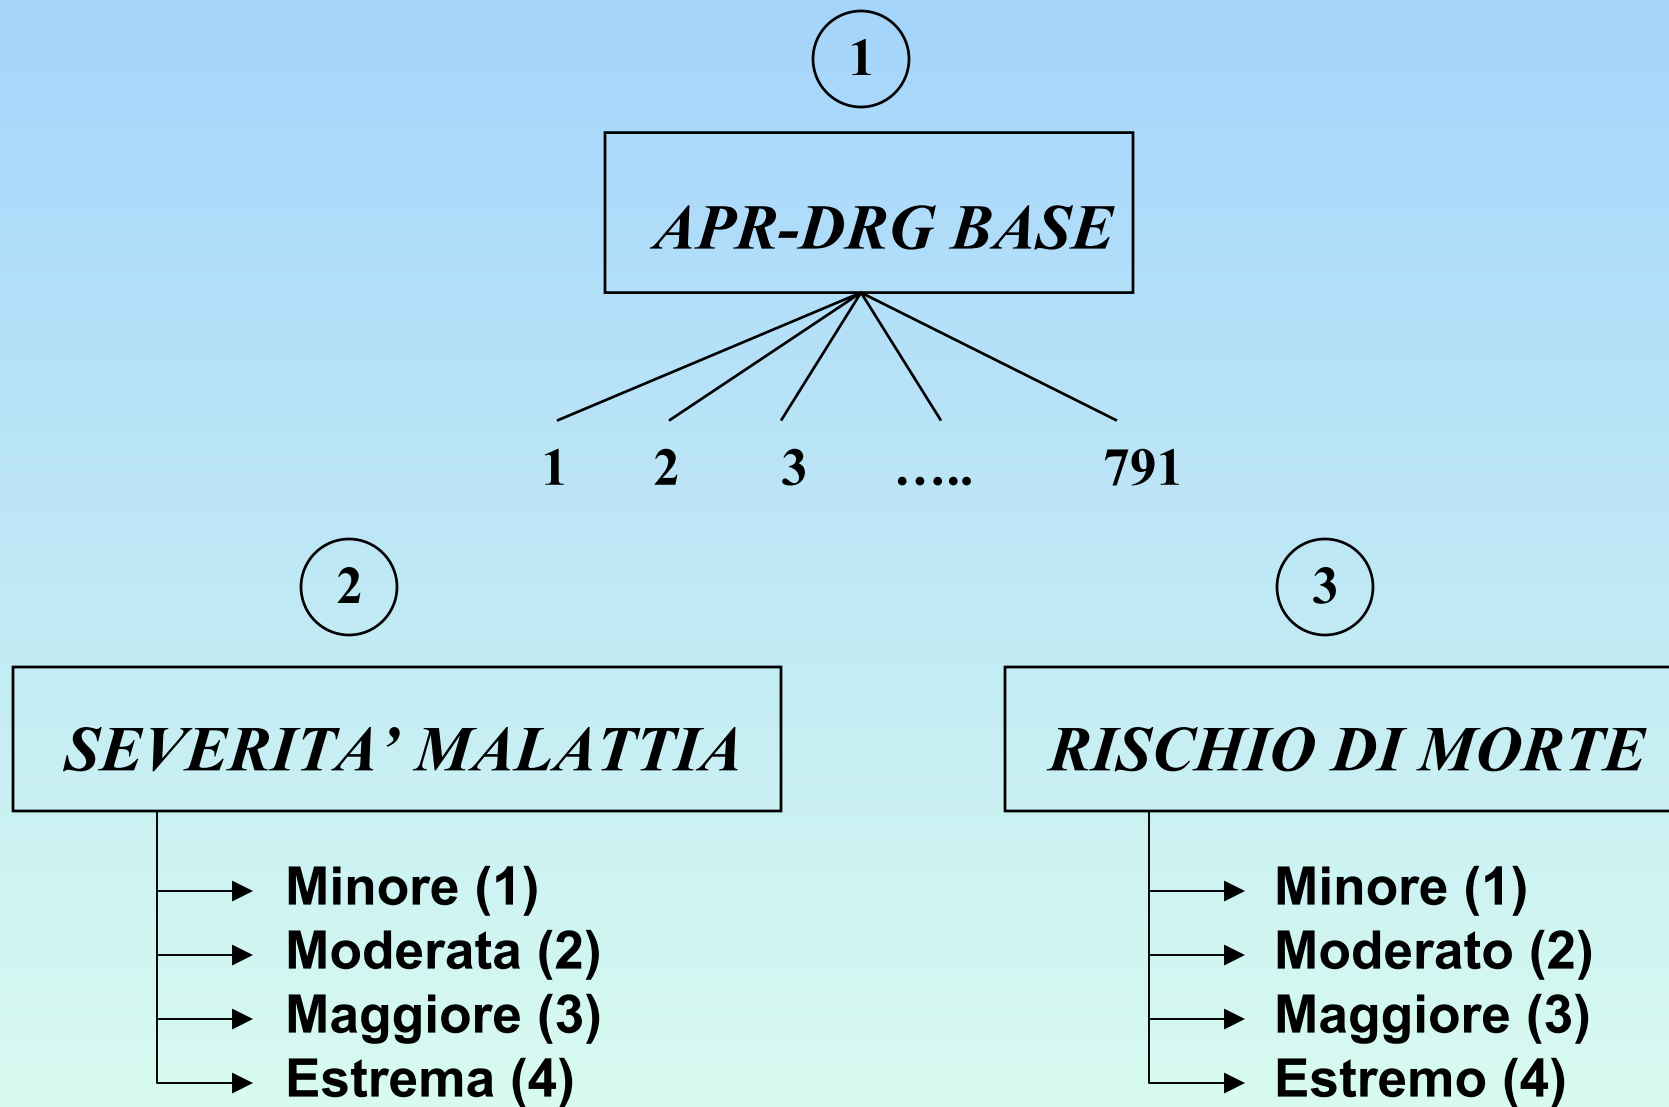 1
APR-DRG BASE
1 2 3 ….. 791
2
SEVERITA’ MALATTIA
Minore (1)
Moderata (2)
Maggiore (3)
Estrema (4)
3
RISCHIO DI MORTE
Minore (1)
Moderato (2)
Maggiore (3)
Estremo (4)